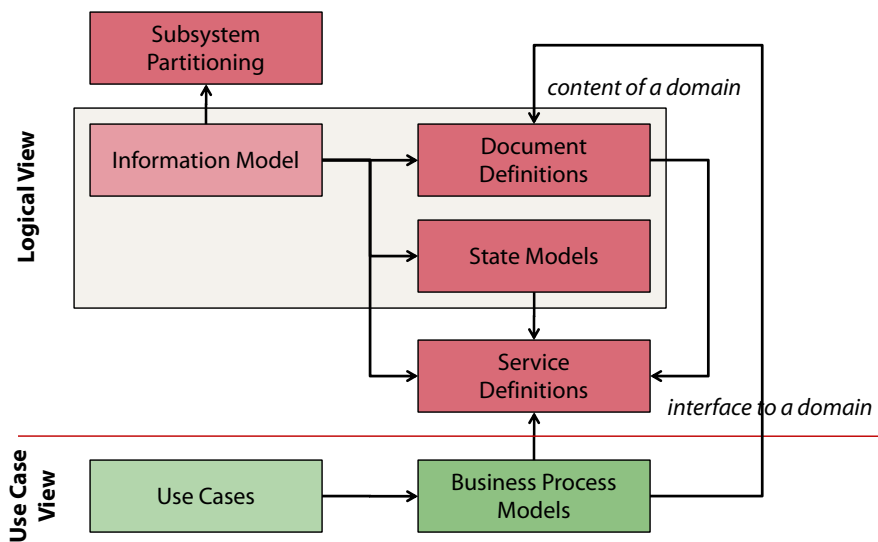 Subsystem
Partitioning
content of a domain
Logical View
Information Model
Document
Definitions
State Models
Service
Definitions
interface to a domain
Use Case
View
Use Cases
Business Process
Models